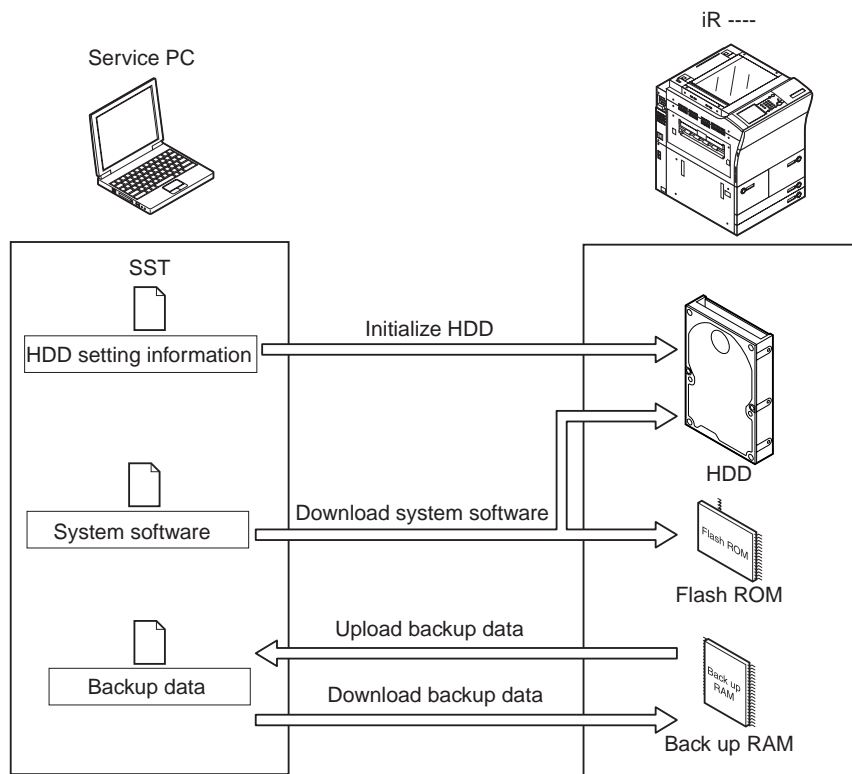 iR ----
Service PC
SST
HDD setting information
Initialize HDD
HDD
System software
Download system software
Flash ROM
Flash ROM
Upload backup data
Backup data
Download backup data
Back up
RAM
Back up RAM